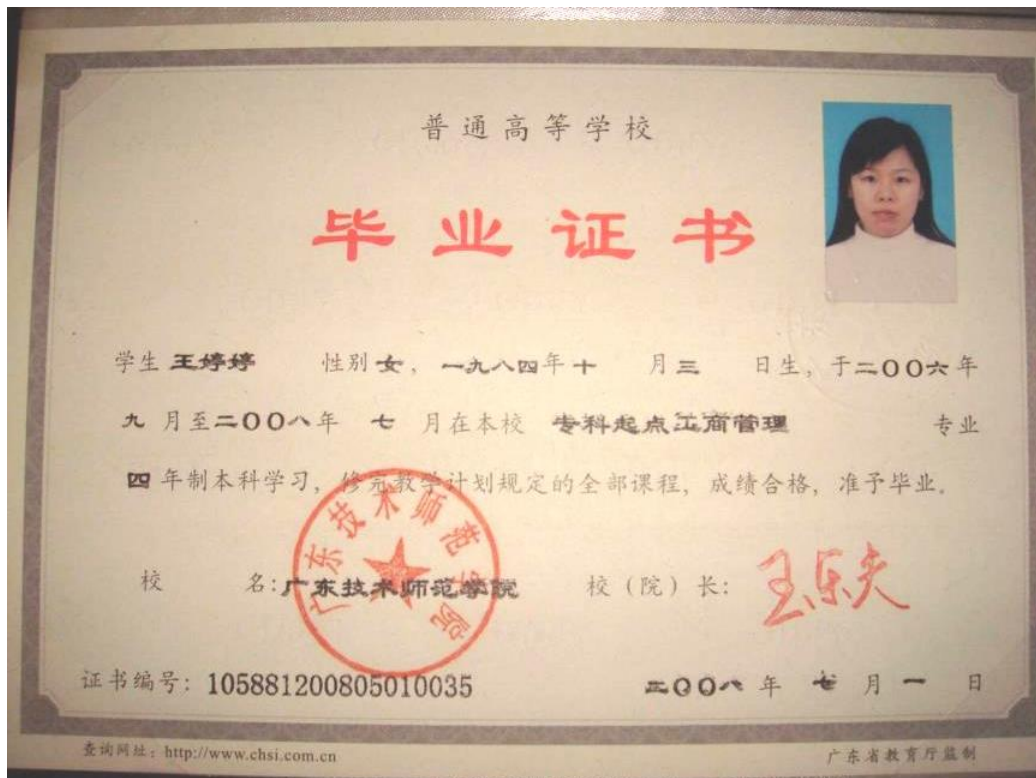 普通高等学校
毕业证书
学生 王婷婷 性别 女, 一九八四年 十 月 三 日生, 于二〇〇六年
九 月至二〇〇八年 七 月在本校 专科起点工商管理 专业
四 年制本科学习, 修完教学计划规定的全部课程, 成绩合格, 准予毕业。
校 名: 广东技术师范学院 校(院)长: 王乐夫
广东技术师范学院
证书编号: 105881200805010035 二〇〇八 年 七 月 一 日
查询网址: http://www.chsi.com.cn 广东省教育厅监制